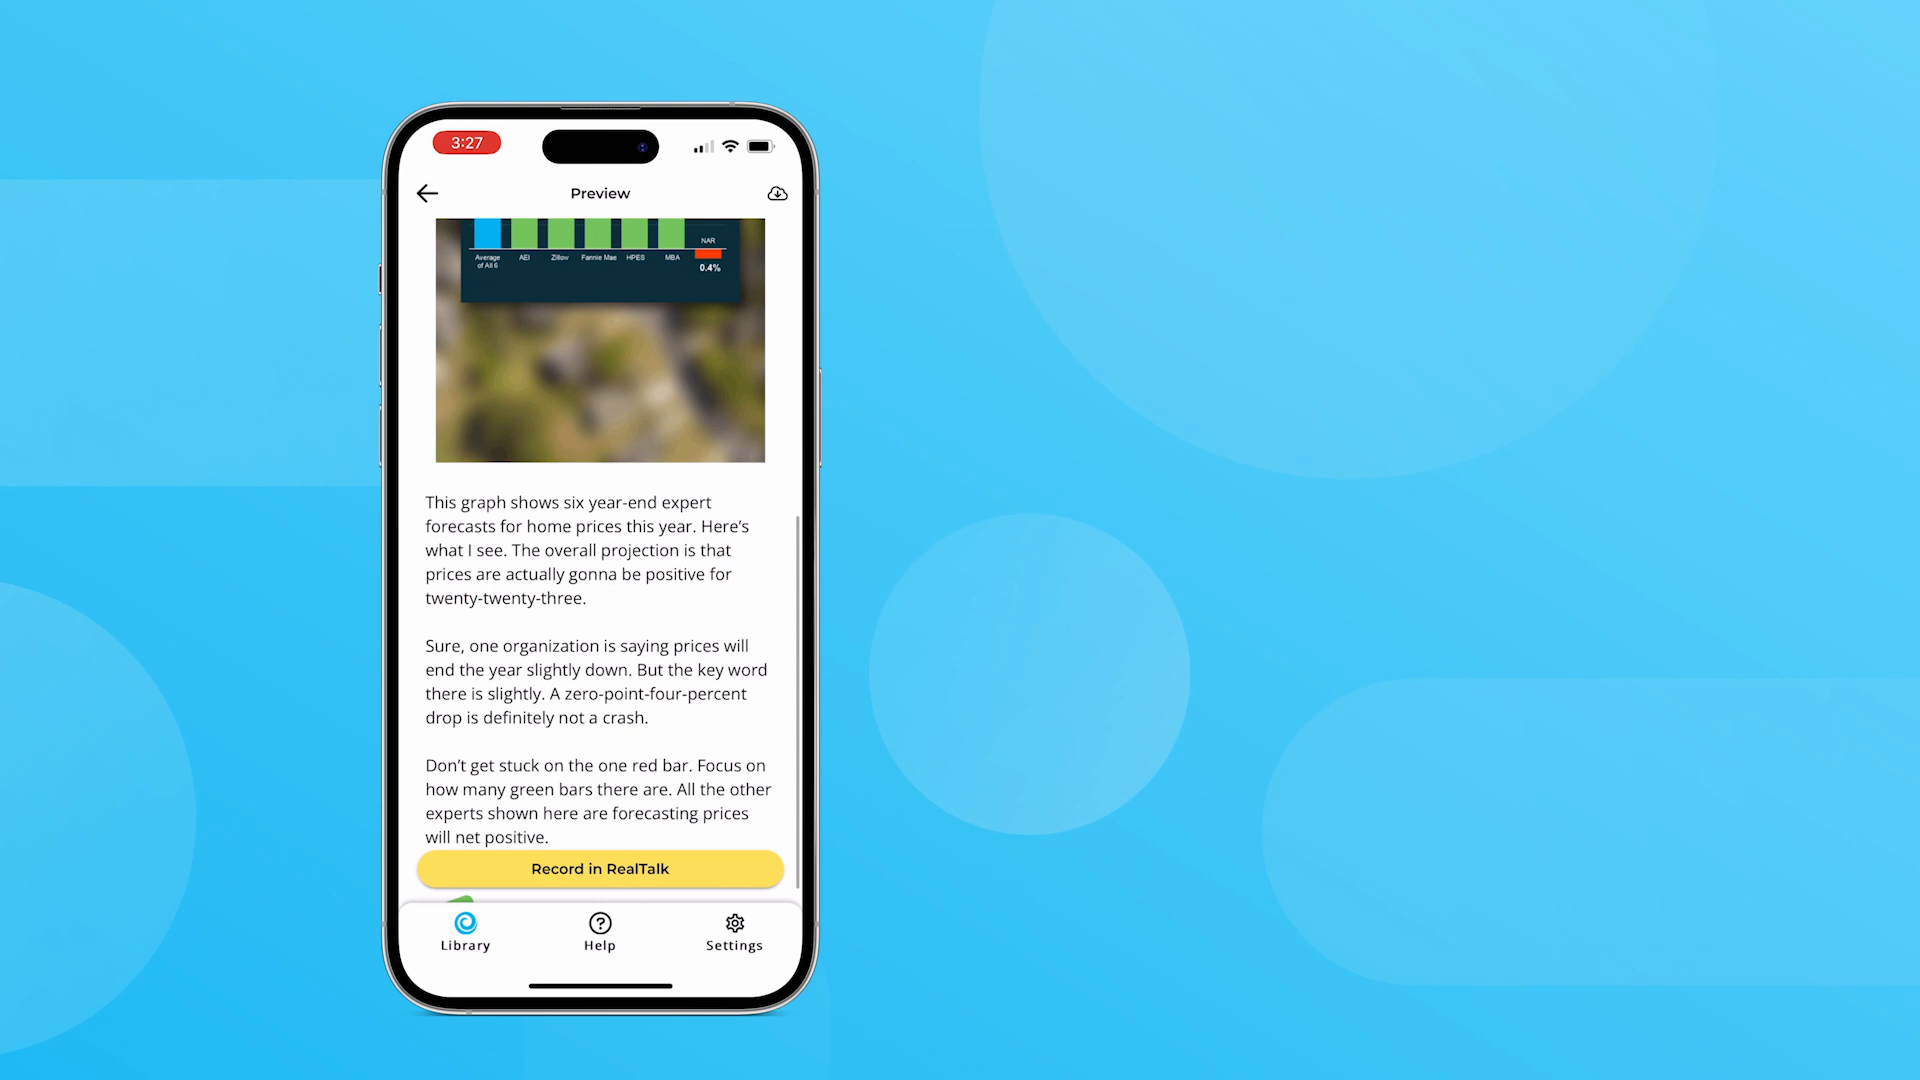 3:27
Preview
NAR
Average
of All 6
AEI
Zillow
Fannie Mae
HPES
MBA
0.4%
This graph shows six year-end expert
forecasts for home prices this year. Here’s
what I see. The overall projection is that
prices are actually gonna be positive for
twenty-twenty-three.
Sure, one organization is saying prices will
end the year slightly down. But the key word
there is slightly. A zero-point-four-percent
drop is definitely not a crash.
Don’t get stuck on the one red bar. Focus on
how many green bars there are. All the other
experts shown here are forecasting prices
will net positive.
Record in RealTalk
Library
Help
Settings